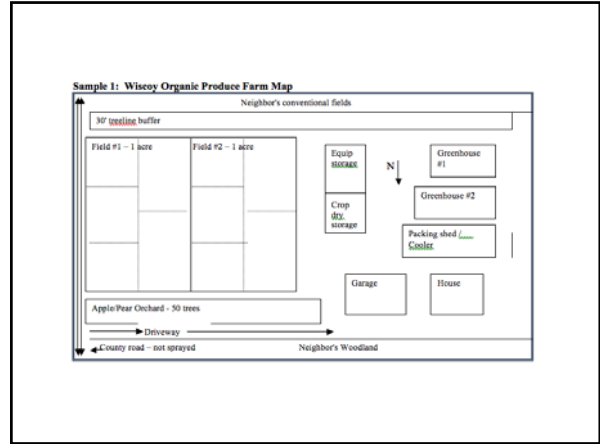 Sample 1: Wiscoy Organic Produce Farm Map
Neighbor's conventional fields
30' treeline buffer
Field #1 – 1 acre
Field #2 – 1 acre
Equip
storage
N
Greenhouse
#1
Greenhouse #2
Crop
dry
storage
Packing shed /
Cooler
Garage
House
Apple/Pear Orchard - 50 trees
Driveway
County road – not sprayed
Neighbor's Woodland